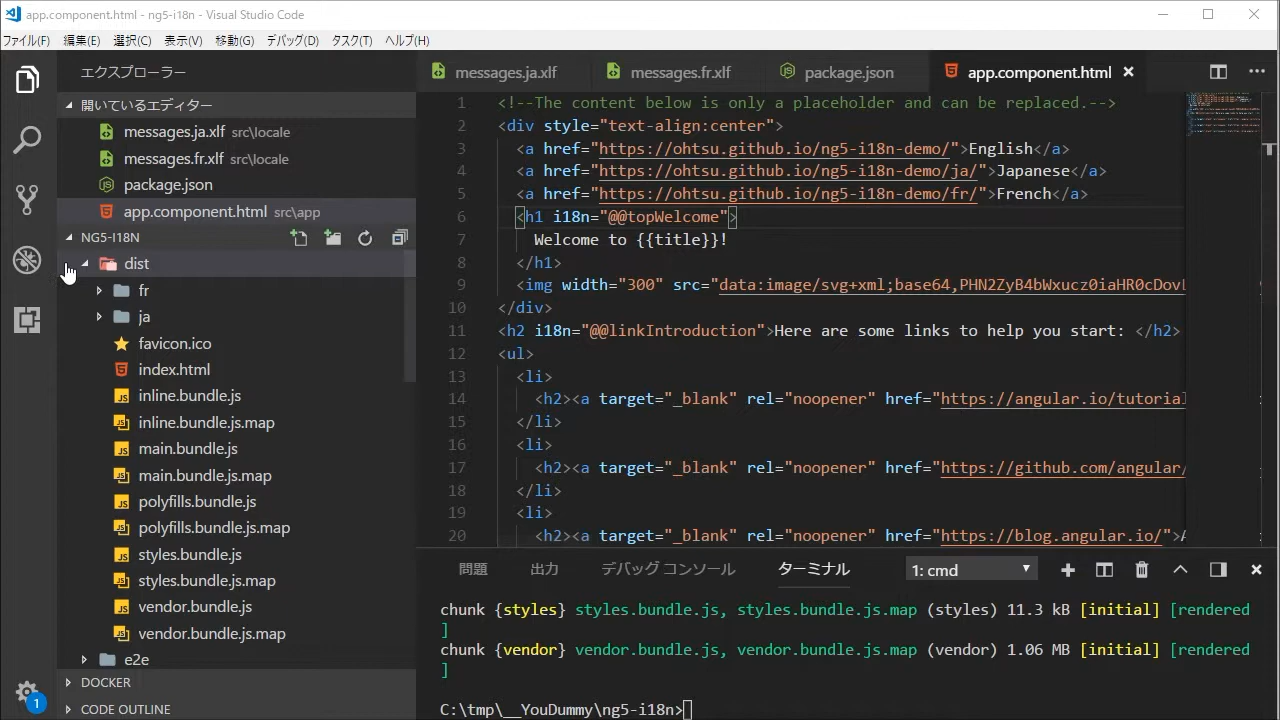 app.component.html - ng5-i18n - Visual Studio Code
ファイル(F) 編集(E) 選択(C) 表示(V) 移動(G) デバッグ(D) タスク(T) ヘルプ(H)
エクスプローラー
開いているエディター
messages.ja.xlf src\locale
messages.fr.xlf src\locale
package.json
app.component.html src\app
NG5-I18N
dist
fr
ja
favicon.ico
index.html
inline.bundle.js
inline.bundle.js.map
main.bundle.js
main.bundle.js.map
polyfills.bundle.js
polyfills.bundle.js.map
styles.bundle.js
styles.bundle.js.map
vendor.bundle.js
vendor.bundle.js.map
e2e
DOCKER
CODE OUTLINE
1
messages.ja.xlf messages.fr.xlf package.json app.component.html
1 <!--The content below is only a placeholder and can be replaced.-->
2 <div style="text-align:center">
3 <a href="https://ohtsu.github.io/ng5-i18n-demo/">English</a>
4 <a href="https://ohtsu.github.io/ng5-i18n-demo/ja/">Japanese</a>
5 <a href="https://ohtsu.github.io/ng5-i18n-demo/fr/">French</a>
6 <h1 i18n="@@topWelcome">
7 Welcome to {{title}}!
8 </h1>
9 <img width="300" src="data:image/svg+xml;base64,PHN2ZyB4bWxucz0iaHR0cDovL
10 </div>
11 <h2 i18n="@@linkIntroduction">Here are some links to help you start: </h2>
12 <ul>
13 <li>
14 <h2><a target="_blank" rel="noopener" href="https://angular.io/tutorial
15 </li>
16 <li>
17 <h2><a target="_blank" rel="noopener" href="https://github.com/angular/
18 </li>
19 <li>
20 <h2><a target="_blank" rel="noopener" href="https://blog.angular.io/">A
問題 出力 デバッグ コンソール ターミナル 1: cmd
chunk {styles} styles.bundle.js, styles.bundle.js.map (styles) 11.3 kB [initial] [rendered
]
chunk {vendor} vendor.bundle.js, vendor.bundle.js.map (vendor) 1.06 MB [initial] [rendered
]
C:\tmp\__YouDummy\ng5-i18n>